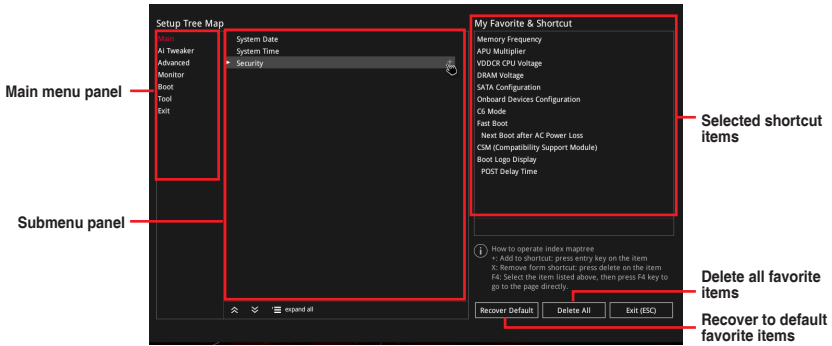 Setup Tree Map
Main
Ai Tweaker
Advanced
Monitor
Boot
Tool
Exit
System Date
System Time
Security
+
expand all
My Favorite & Shortcut
Memory Frequency
APU Multiplier
VDDCR CPU Voltage
DRAM Voltage
SATA Configuration
Onboard Devices Configuration
C6 Mode
Fast Boot
Next Boot after AC Power Loss
CSM (Compatibility Support Module)
Boot Logo Display
POST Delay Time
i
How to operate index maptree
+: Add to shortcut: press entry key on the item
X: Remove form shortcut: press delete on the item
F4: Select the item listed above, then press F4 key to
go to the page directly.
Recover Default
Delete All
Exit (ESC)
Main menu panel
Submenu panel
Selected shortcut
items
Delete all favorite
items
Recover to default
favorite items